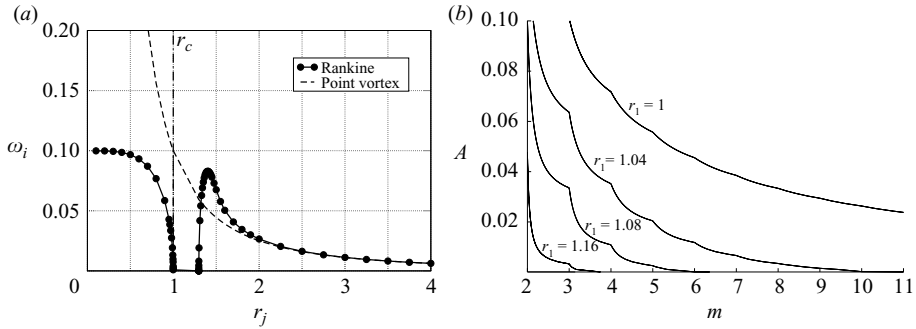 (a)
0.20
0.15
0.10
0.05
ω_i
r_c
Rankine
Point vortex
0 1 2 3 4
r_j
(b)
0.10
0.08
0.06
0.04
0.02
A
r_1 = 1
r_1 = 1.04
r_1 = 1.08
r_1 = 1.16
2 3 4 5 6 7 8 9 10 11
m